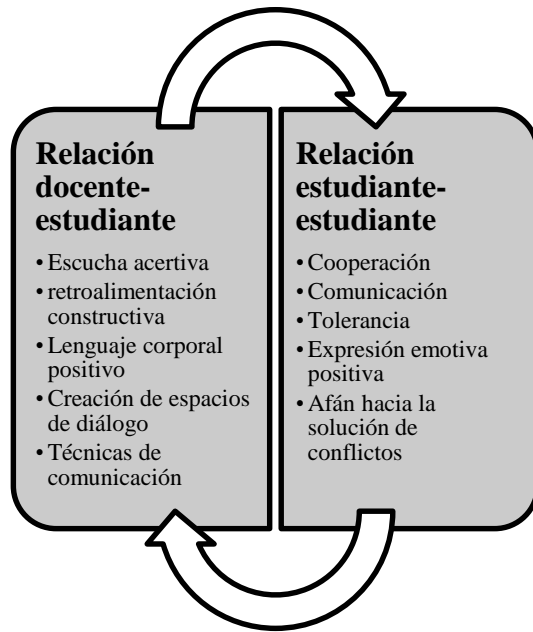 Relación
docente-
estudiante
• Escucha acertiva
• retroalimentación
constructiva
• Lenguaje corporal
positivo
• Creación de espacios
de diálogo
• Técnicas de
comunicación
Relación
estudiante-
estudiante
• Cooperación
• Comunicación
• Tolerancia
• Expresión emotiva
positiva
• Afán hacia la
solución de
conflictos